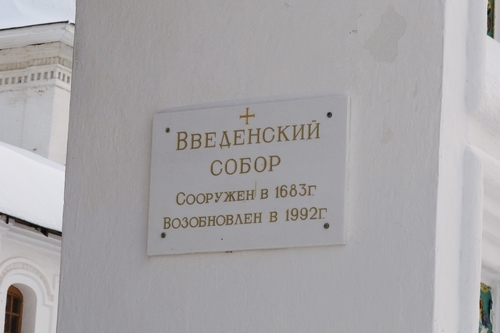 Введенский
собор
Сооружен в 1683г
Возобновлен в 1992г.